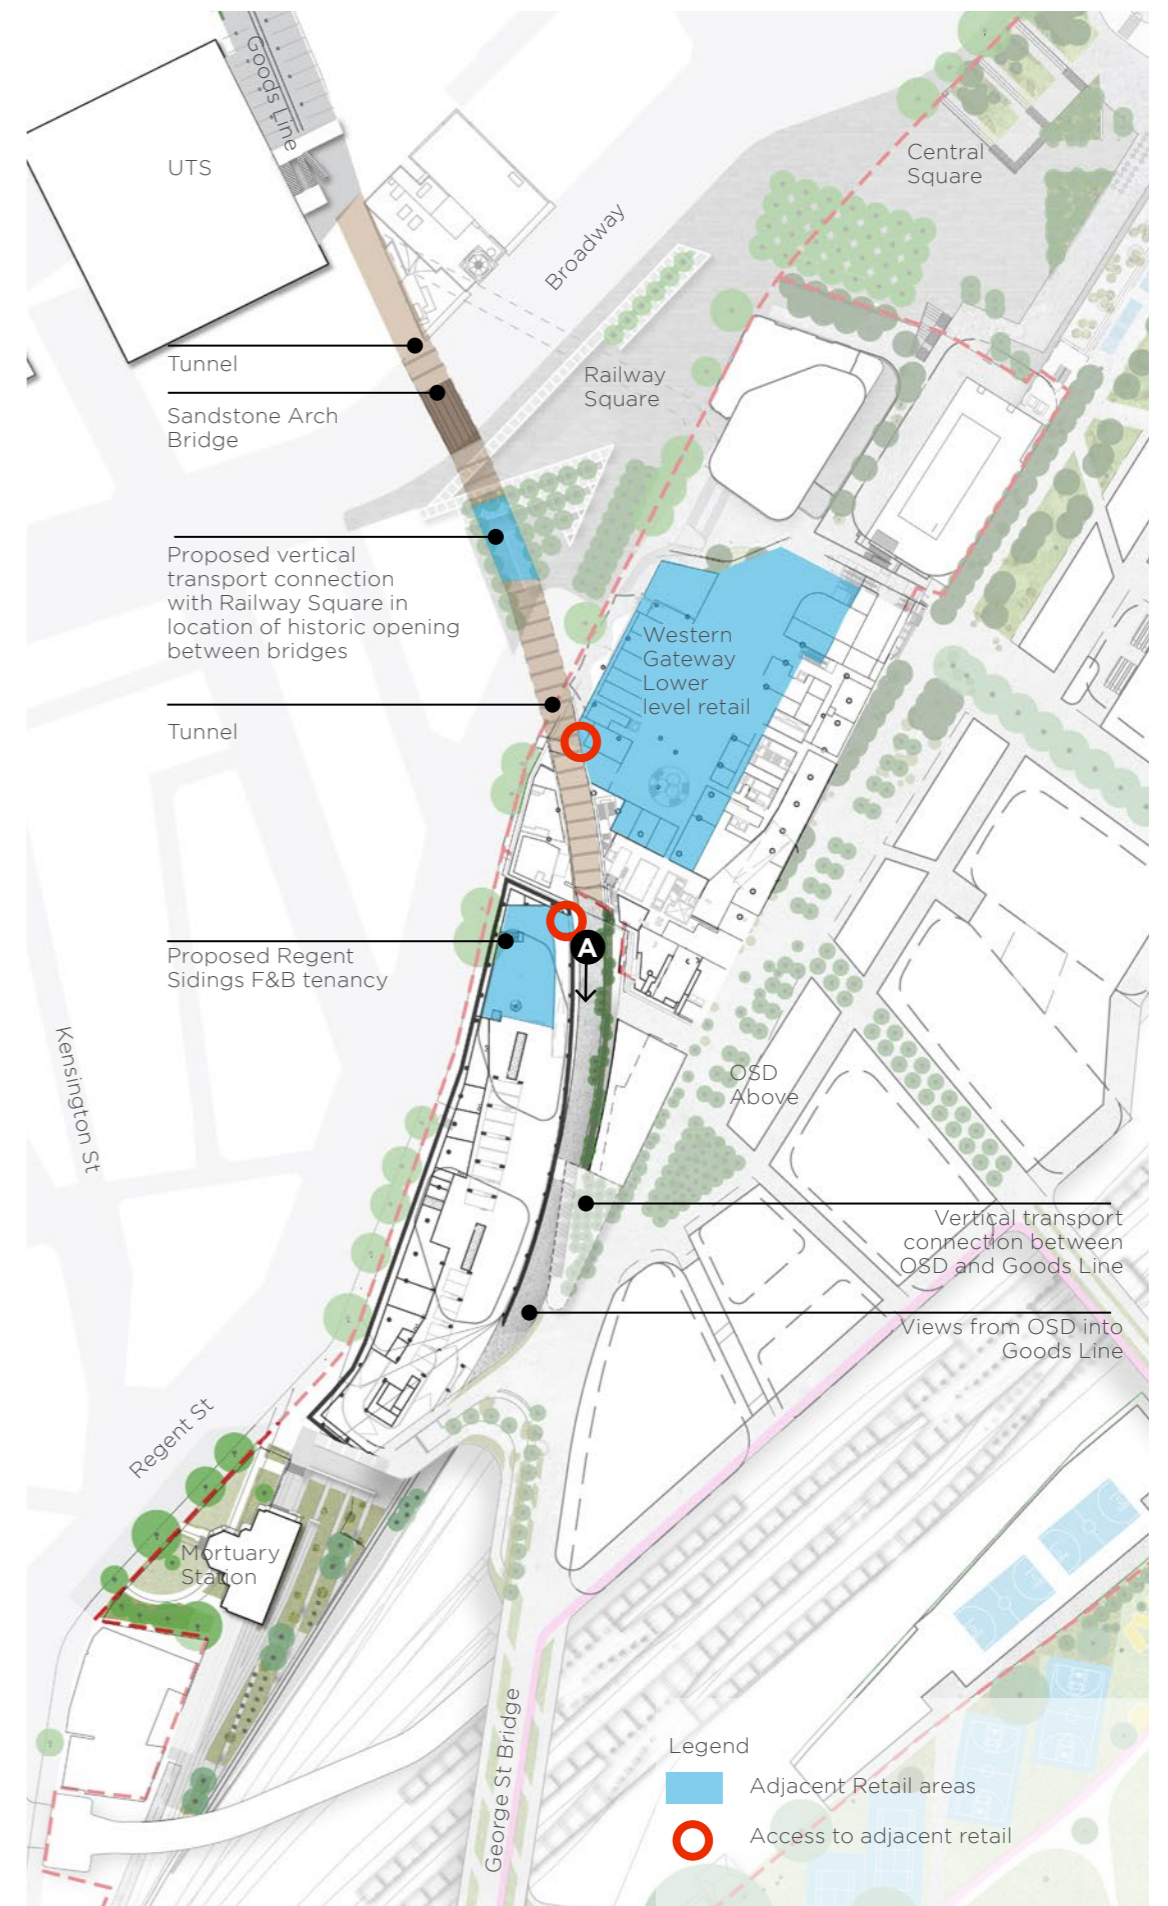 Goods Line
UTS
Central
Square
Broadway
Tunnel
Railway
Square
Sandstone Arch
Bridge
Proposed vertical
transport connection
with Railway Square in
location of historic opening
between bridges
Western
Gateway
Lower
level retail
Tunnel
A
Proposed Regent
Sidings F&B tenancy
Kensington St
OSD
Above
Vertical transport
connection between
OSD and Goods Line
Views from OSD into
Goods Line
Regent St
Mortuary
Station
George St Bridge
Legend
Adjacent Retail areas
Access to adjacent retail